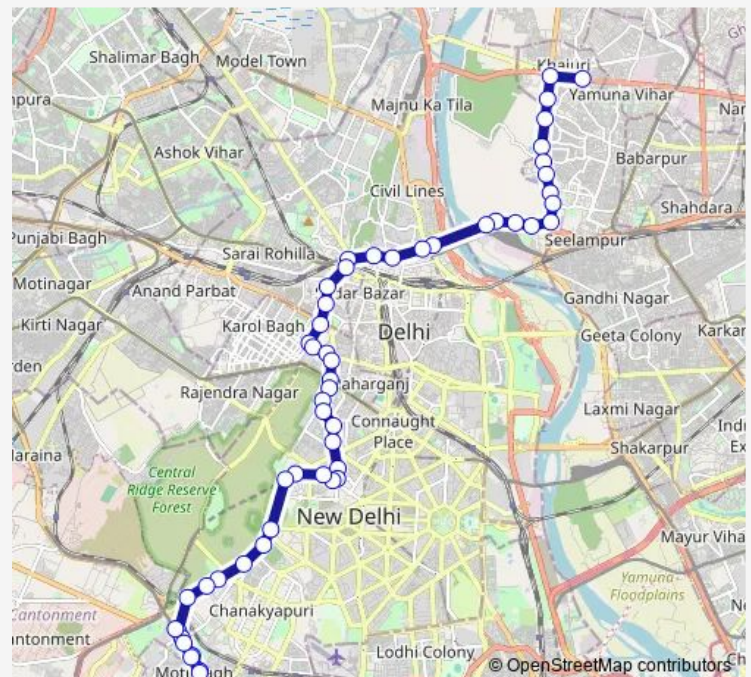 Shalimar Bagh
Model Town
Khajuri
Yamuna Vihar
Majnu Ka Tila
Ashok Vihar
Babarpur
Civil Lines
Shahdara
Punjabi Bagh
Seelampur
Sarai Rohilla
Motinagar
Anand Parbat
Gandhi Nagar
Kirti Nagar
Karol Bagh
Delhi
Geeta Colony
Rajendra Nagar
Laxmi Nagar
Connaught
Place
Shakarpur
Central
Ridge Reserve
Forest
New Delhi
Mayur Viha
Yamuna
Floodplains
Chanakyapuri
Cantonment
Lodhi Colony
© OpenStreetMap contributors